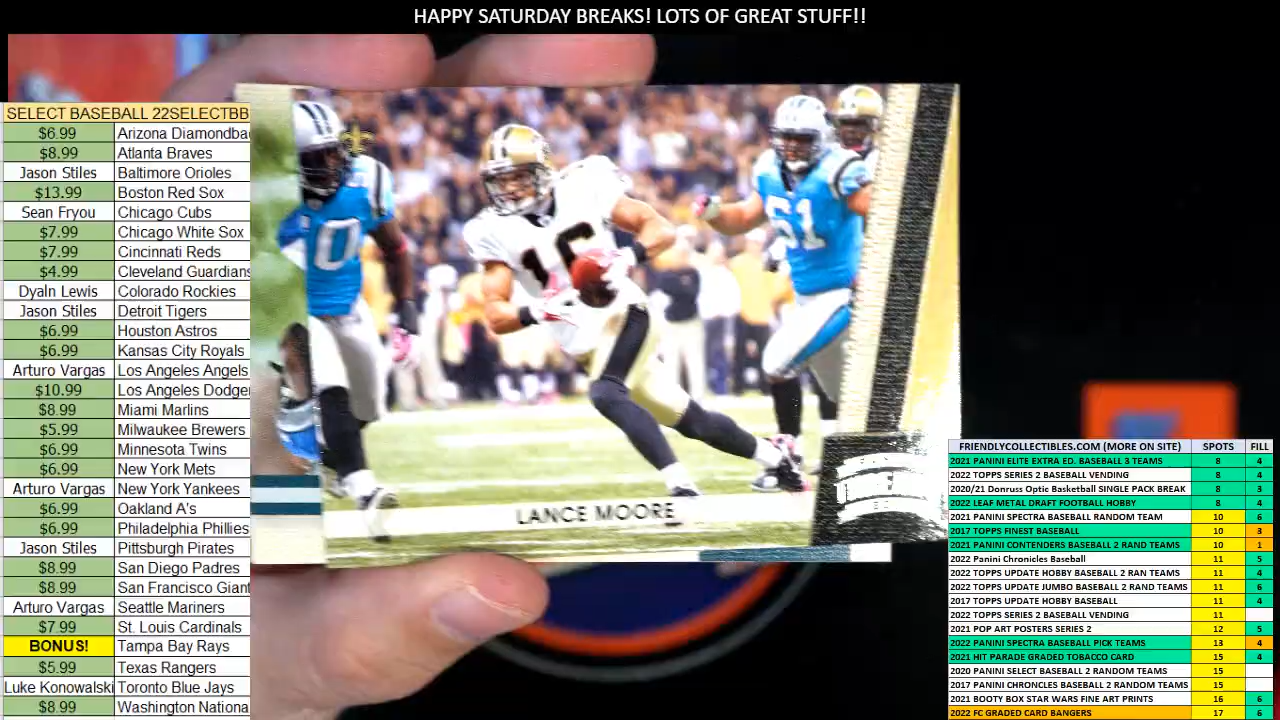 HAPPY SATURDAY BREAKS! LOTS OF GREAT STUFF!!
SELECT BASEBALL 22SELECTBB
$6.99 Arizona Diamondba
$8.99 Atlanta Braves
Jason Stiles Baltimore Orioles
$13.99 Boston Red Sox
Sean Fryou Chicago Cubs
$7.99 Chicago White Sox
$7.99 Cincinnati Reds
$4.99 Cleveland Guardians
Dyaln Lewis Colorado Rockies
Jason Stiles Detroit Tigers
$6.99 Houston Astros
$6.99 Kansas City Royals
Arturo Vargas Los Angeles Angels
$10.99 Los Angeles Dodge
$8.99 Miami Marlins
$5.99 Milwaukee Brewers
$6.99 Minnesota Twins
$6.99 New York Mets
Arturo Vargas New York Yankees
$6.99 Oakland A's
$6.99 Philadelphia Phillies
Jason Stiles Pittsburgh Pirates
$8.99 San Diego Padres
$8.99 San Francisco Giant
Arturo Vargas Seattle Mariners
$7.99 St. Louis Cardinals
BONUS! Tampa Bay Rays
$5.99 Texas Rangers
Luke Konowalski Toronto Blue Jays
$8.99 Washington Nationa
0
16
51
LANCE MOORE
FRIENDLYCOLLECTIBLES.COM (MORE ON SITE) SPOTS FILL
2021 PANINI ELITE EXTRA ED. BASEBALL 3 TEAMS 8 4
2022 TOPPS SERIES 2 BASEBALL VENDING 8 4
2020/21 Donruss Optic Basketball SINGLE PACK BREAK 8 3
2022 LEAF METAL DRAFT FOOTBALL HOBBY 8 4
2021 PANINI SPECTRA BASEBALL RANDOM TEAM 10 6
2017 TOPPS FINEST BASEBALL 10 3
2021 PANINI CONTENDERS BASEBALL 2 RAND TEAMS 10 1
2022 Panini Chronicles Baseball 11 5
2022 TOPPS UPDATE HOBBY BASEBALL 2 RAN TEAMS 11 4
2022 TOPPS UPDATE JUMBO BASEBALL 2 RAND TEAMS 11 6
2017 TOPPS UPDATE HOBBY BASEBALL 11 4
2022 TOPPS SERIES 2 BASEBALL VENDING 11
2021 POP ART POSTERS SERIES 2 12 5
2022 PANINI SPECTRA BASEBALL PICK TEAMS 13 4
2021 HIT PARADE GRADED TOBACCO CARD 15 4
2020 PANINI SELECT BASEBALL 2 RANDOM TEAMS 15
2017 PANINI CHRONCLES BASEBALL 2 RANDOM TEAMS 15
2021 BOOTY BOX STAR WARS FINE ART PRINTS 16 6
2022 FC GRADED CARD BANGERS 17 6